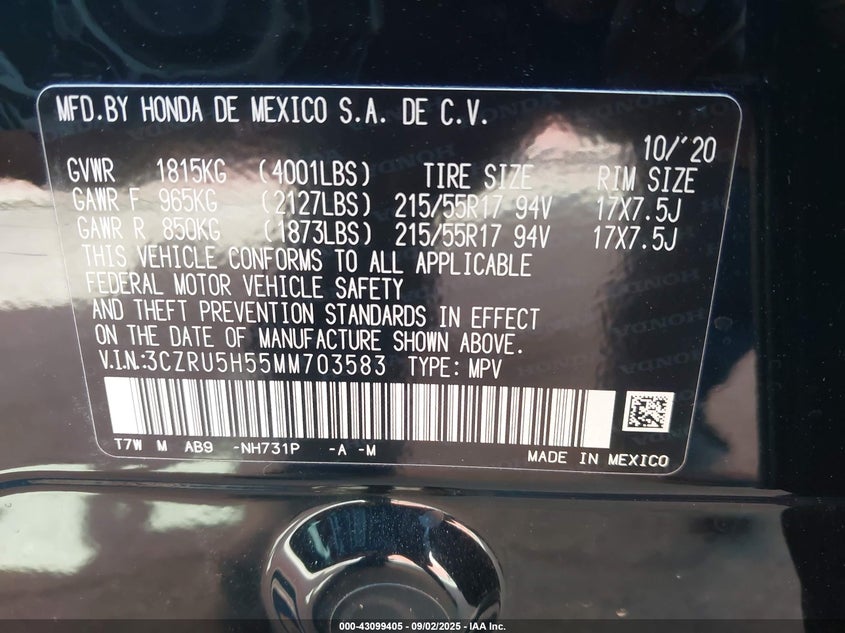 MFD.BY HONDA DE MEXICO S.A. DE C.V.
10/'20
GVWR 1815KG (4001LBS) TIRE SIZE RIM SIZE
GAWR F 965KG (2127LBS) 215/55R17 94V 17X7.5J
GAWR R 850KG (1873LBS) 215/55R17 94V 17X7.5J
THIS VEHICLE CONFORMS TO ALL APPLICABLE
FEDERAL MOTOR VEHICLE SAFETY
AND THEFT PREVENTION STANDARDS IN EFFECT
ON THE DATE OF MANUFACTURE SHOWN ABOVE.
V.I.N.:3CZRU5H55MM703583 TYPE: MPV
T7W M AB9 -NH731P -A -M
MADE IN MEXICO
000-43099405 - 09/02/2025 - IAA Inc.